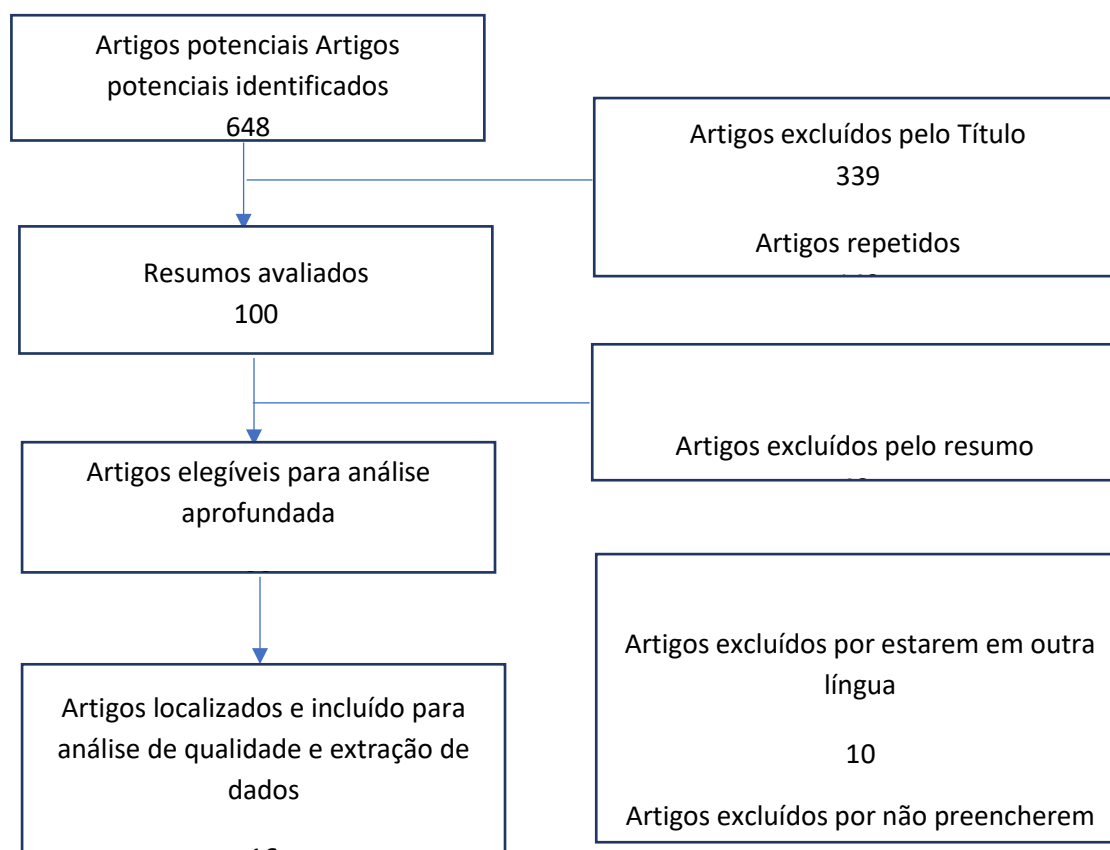 Artigos potenciais Artigos
potenciais identificados
648
Artigos excluídos pelo Título
339
Artigos repetidos
Resumos avaliados
100
Artigos excluídos pelo resumo
Artigos elegíveis para análise
aprofundada
Artigos excluídos por estarem em outra
língua
10
Artigos excluídos por não preencherem
Artigos localizados e incluído para
análise de qualidade e extração de
dados